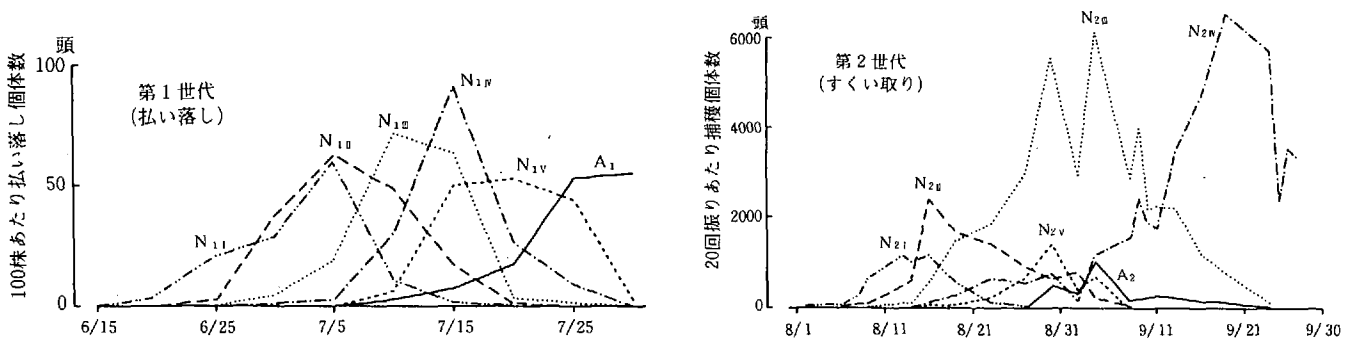 頭
100
50
0
100株あたり払い落し個体数
第1世代
(払い落し)
N1I
N1II
N1III
N1IV
N1V
A1
6/15
6/25
7/5
7/15
7/25
頭
6000
4000
2000
0
20回振りあたり捕穫個体数
第2世代
(すくい取り)
N2I
N2II
N2III
N2IV
N2V
A2
8/1
8/11
8/21
8/31
9/11
9/21
9/30